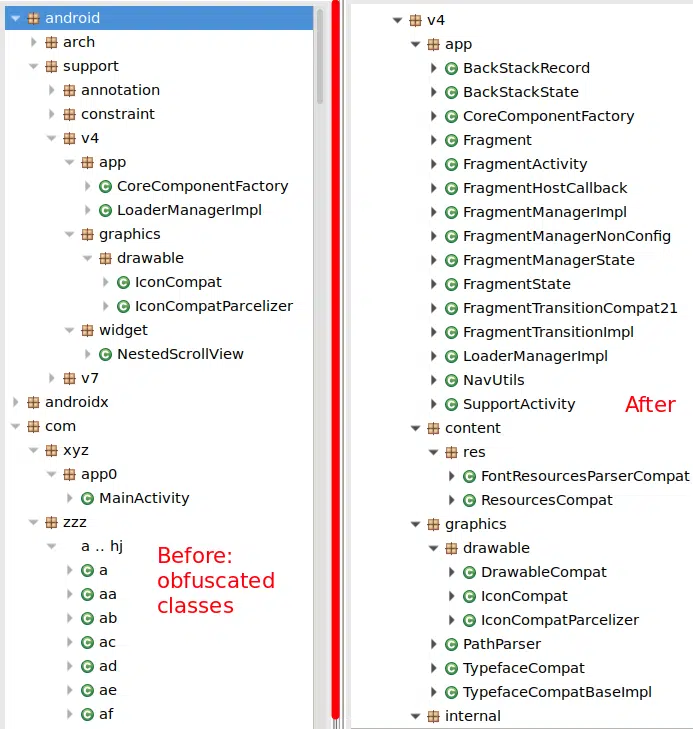 android
arch
support
annotation
constraint
v4
app
CoreComponentFactory
LoaderManagerImpl
graphics
drawable
IconCompat
IconCompatParcelizer
widget
NestedScrollView
v7
androidx
com
xyz
app0
MainActivity
zzz
a .. hj
a
aa
ab
ac
ad
ae
af
Before:
obfuscated
classes
v4
app
BackStackRecord
BackStackState
CoreComponentFactory
Fragment
FragmentActivity
FragmentHostCallback
FragmentManagerImpl
FragmentManagerNonConfig
FragmentManagerState
FragmentState
FragmentTransitionCompat21
FragmentTransitionImpl
LoaderManagerImpl
NavUtils
SupportActivity
After
content
res
FontResourcesParserCompat
ResourcesCompat
graphics
drawable
DrawableCompat
IconCompat
IconCompatParcelizer
PathParser
TypefaceCompat
TypefaceCompatBaseImpl
internal